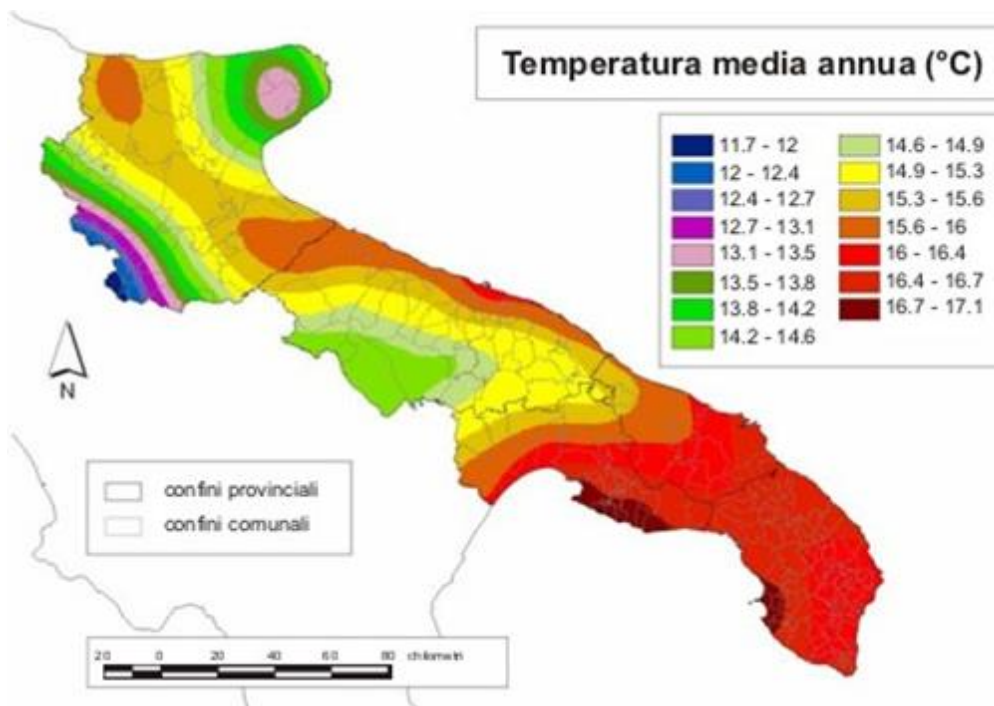 Temperatura media annua (°C)
11.7 - 12
12 - 12.4
12.4 - 12.7
12.7 - 13.1
13.1 - 13.5
13.5 - 13.8
13.8 - 14.2
14.2 - 14.6
14.6 - 14.9
14.9 - 15.3
15.3 - 15.6
15.6 - 16
16 - 16.4
16.4 - 16.7
16.7 - 17.1
N
confini provinciali
confini comunali
20 0 20 40 60 80 chilometri